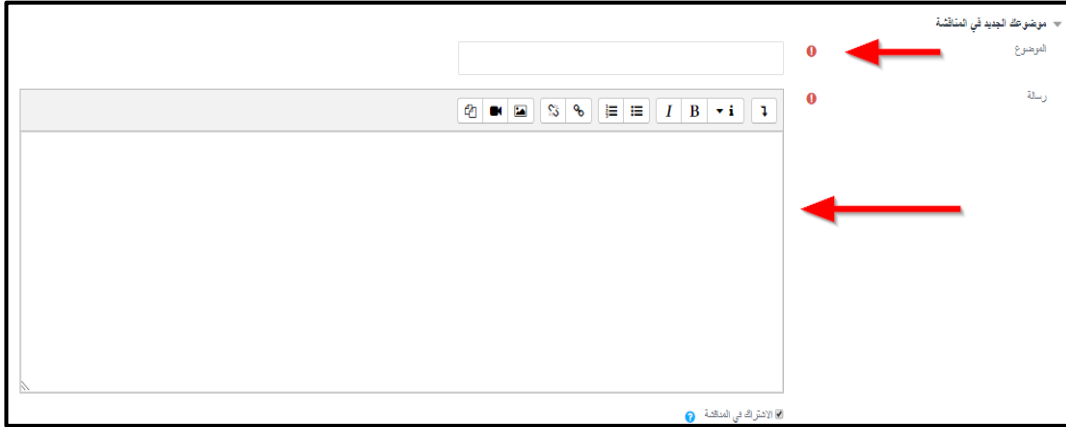 موضوعك الجديد في المناقشة
الموضوع
رسالة
I B i
الاشتراك في المناقشة